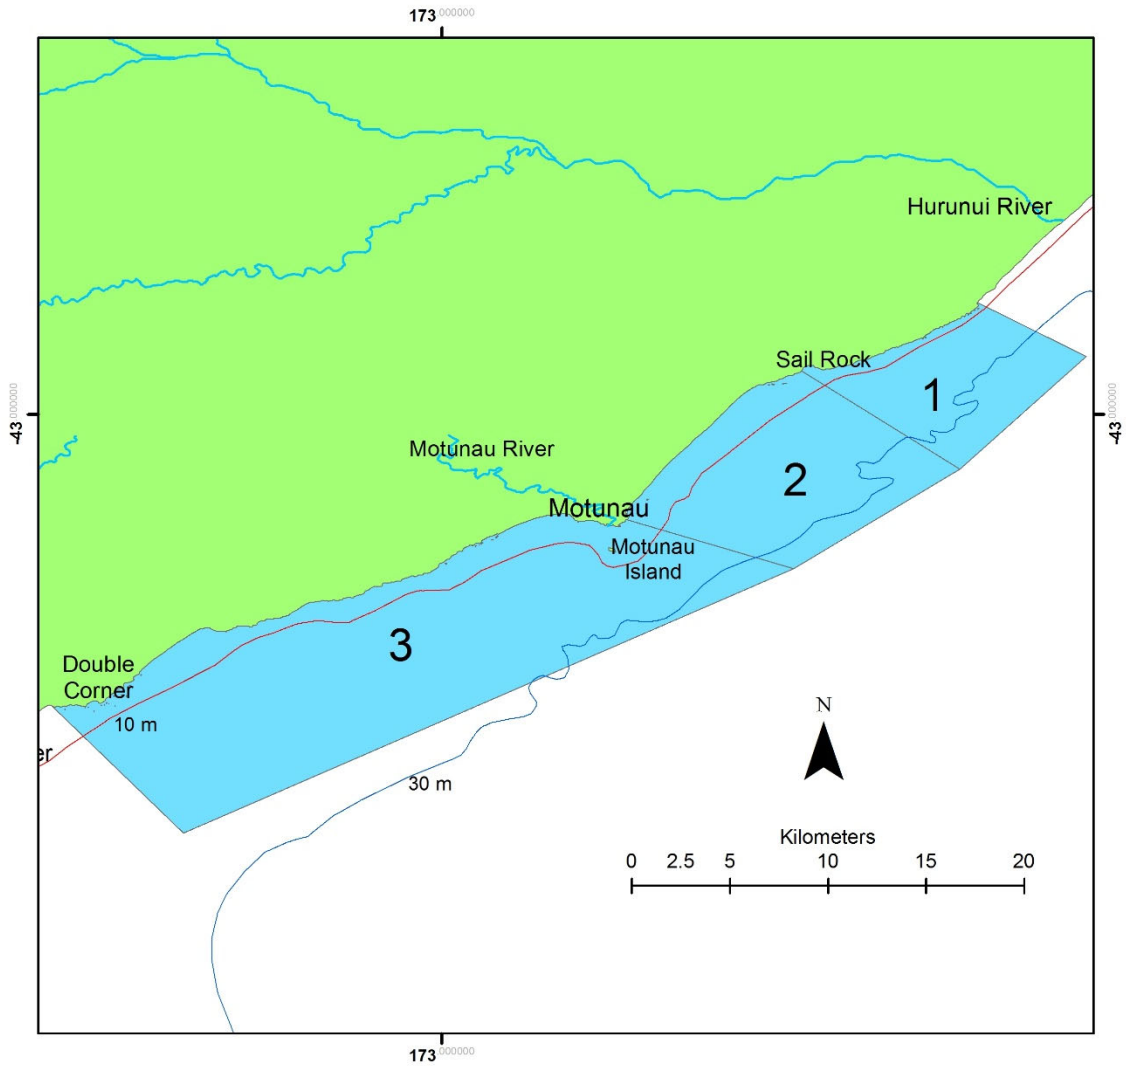 173 000000
Hurunui River
Sail Rock
1
-43 000000
-43 000000
Motunau River
2
Motunau
Motunau
Island
3
Double
Corner
10 m
er
N
30 m
Kilometers
0 2.5 5 10 15 20
173 000000